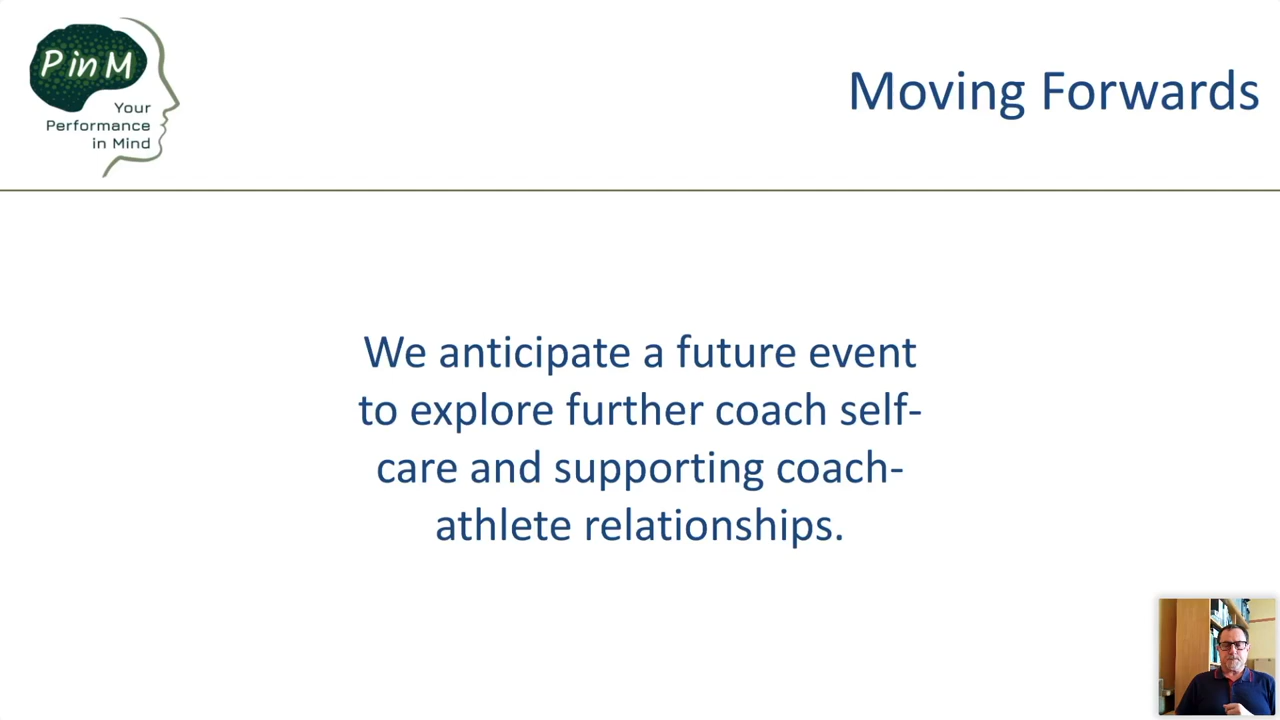 PinM
Your
Performance
in Mind
Moving Forwards
We anticipate a future event
to explore further coach self-
care and supporting coach-
athlete relationships.